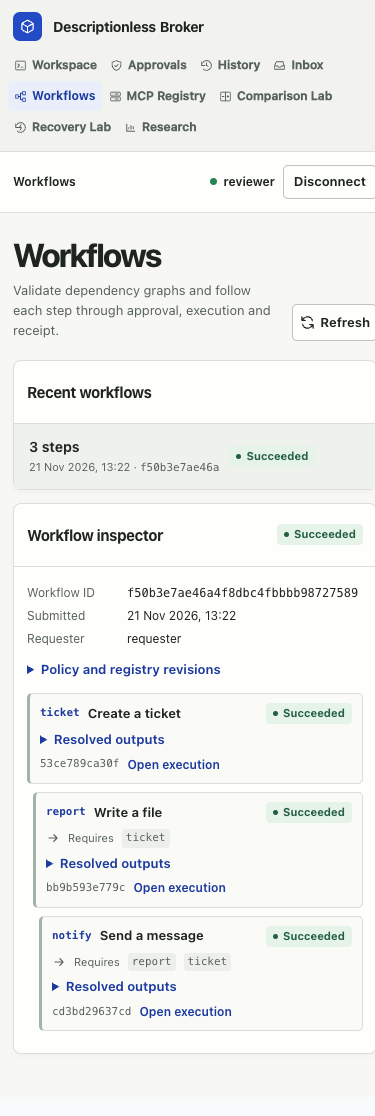 Descriptionless Broker
Workspace Approvals History Inbox
Workflows MCP Registry Comparison Lab
Recovery Lab Research
Workflows reviewer Disconnect
Workflows
Validate dependency graphs and follow
each step through approval, execution and
receipt.
Refresh
Recent workflows
3 steps
21 Nov 2026, 13:22 · f50b3e7ae46a
Succeeded
Workflow inspector Succeeded
Workflow ID f50b3e7ae46a4f8dbc4fbbbb98727589
Submitted 21 Nov 2026, 13:22
Requester requester
Policy and registry revisions
ticket Create a ticket Succeeded
Resolved outputs
53ce789ca30f Open execution
report Write a file Succeeded
→ Requires ticket
Resolved outputs
bb9b593e779c Open execution
notify Send a message Succeeded
→ Requires report ticket
Resolved outputs
cd3bd29637cd Open execution